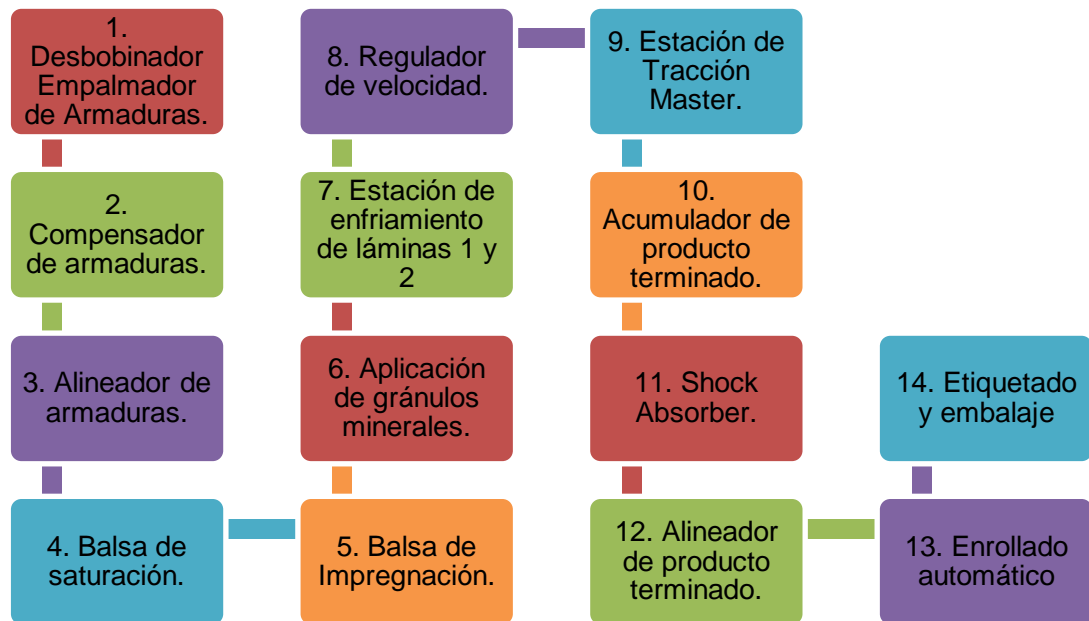 1.
Desbobinador
Empalmador
de Armaduras.
2.
Compensador
de armaduras.
3. Alineador de
armaduras.
4. Balsa de
saturación.
5. Balsa de
Impregnación.
6. Aplicación
de gránulos
minerales.
7. Estación de
enfriamiento
de láminas 1 y
2
8. Regulador
de velocidad.
9. Estación de
Tracción
Master.
10.
Acumulador de
producto
terminado.
11. Shock
Absorber.
12. Alineador
de producto
terminado.
13. Enrollado
automático
14. Etiquetado
y embalaje